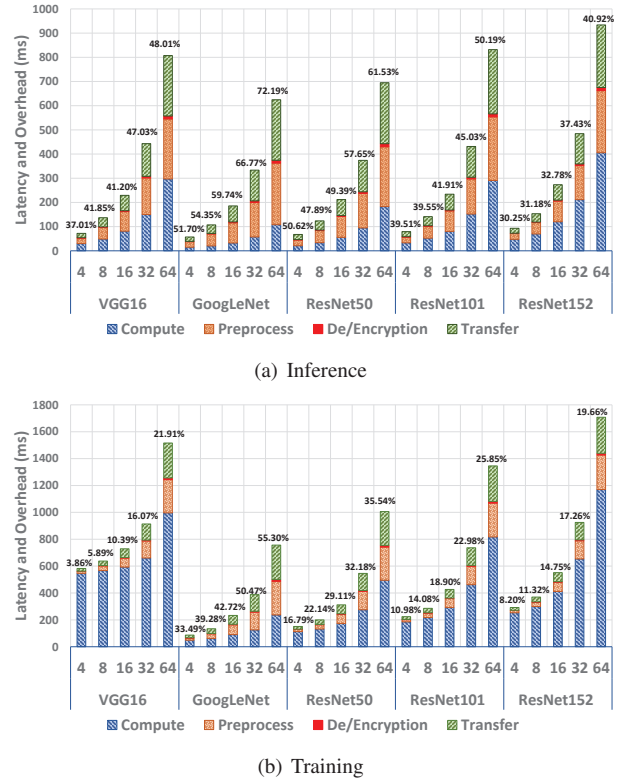 Latency and Overhead (ms)
1000
900
800
700
600
500
400
300
200
100
0
37.01% 41.85% 41.20% 47.03% 48.01%
51.70% 54.35% 59.74% 66.77% 72.19%
50.62% 47.89% 49.39% 57.65% 61.53%
39.51% 39.55% 41.91% 45.03% 50.19%
30.25% 31.18% 32.78% 37.43% 40.92%
4 8 16 32 64 4 8 16 32 64 4 8 16 32 64 4 8 16 32 64 4 8 16 32 64
VGG16 GoogLeNet ResNet50 ResNet101 ResNet152
Compute Preprocess De/Encryption Transfer
(a) Inference
Latency and Overhead (ms)
1800
1600
1400
1200
1000
800
600
400
200
0
3.86% 5.89% 10.39% 16.07% 21.91%
33.49% 39.28% 42.72% 50.47% 55.30%
16.79% 22.14% 29.11% 32.18% 35.54%
10.98% 14.08% 18.90% 22.98% 25.85%
8.20% 11.32% 14.75% 17.26% 19.66%
4 8 16 32 64 4 8 16 32 64 4 8 16 32 64 4 8 16 32 64 4 8 16 32 64
VGG16 GoogLeNet ResNet50 ResNet101 ResNet152
Compute Preprocess De/Encryption Transfer
(b) Training